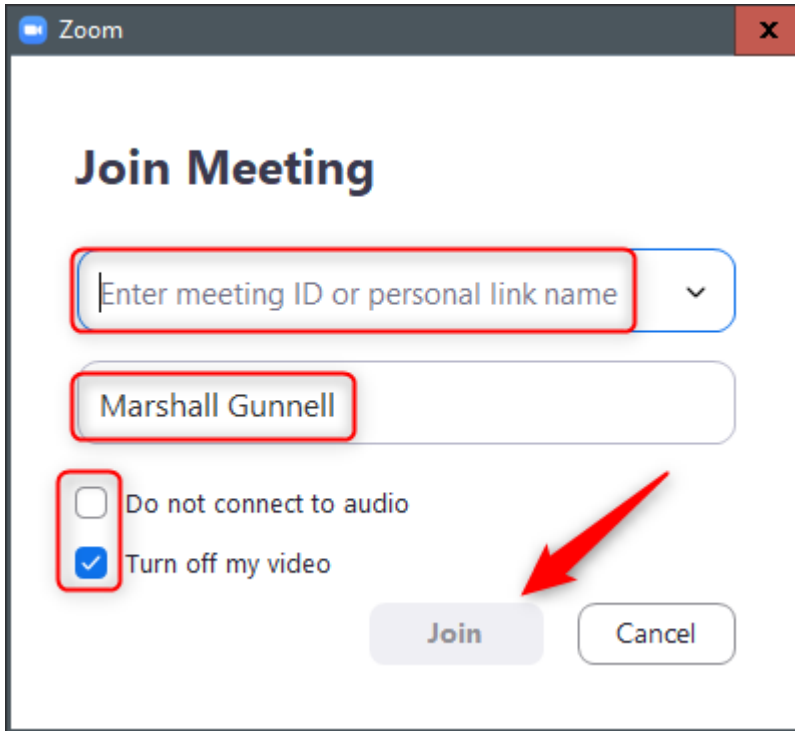 Zoom
Join Meeting
Enter meeting ID or personal link name
Marshall Gunnell
Do not connect to audio
Turn off my video
Join Cancel